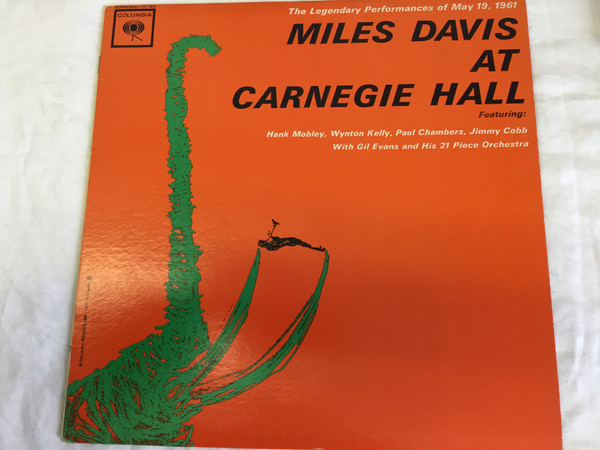 COLUMBIA
The Legendary Performances of May 19, 1961
MILES DAVIS
AT
CARNEGIE HALL
Featuring:
Hank Mobley, Wynton Kelly, Paul Chambers, Jimmy Cobb
With Gil Evans and His 21 Piece Orchestra